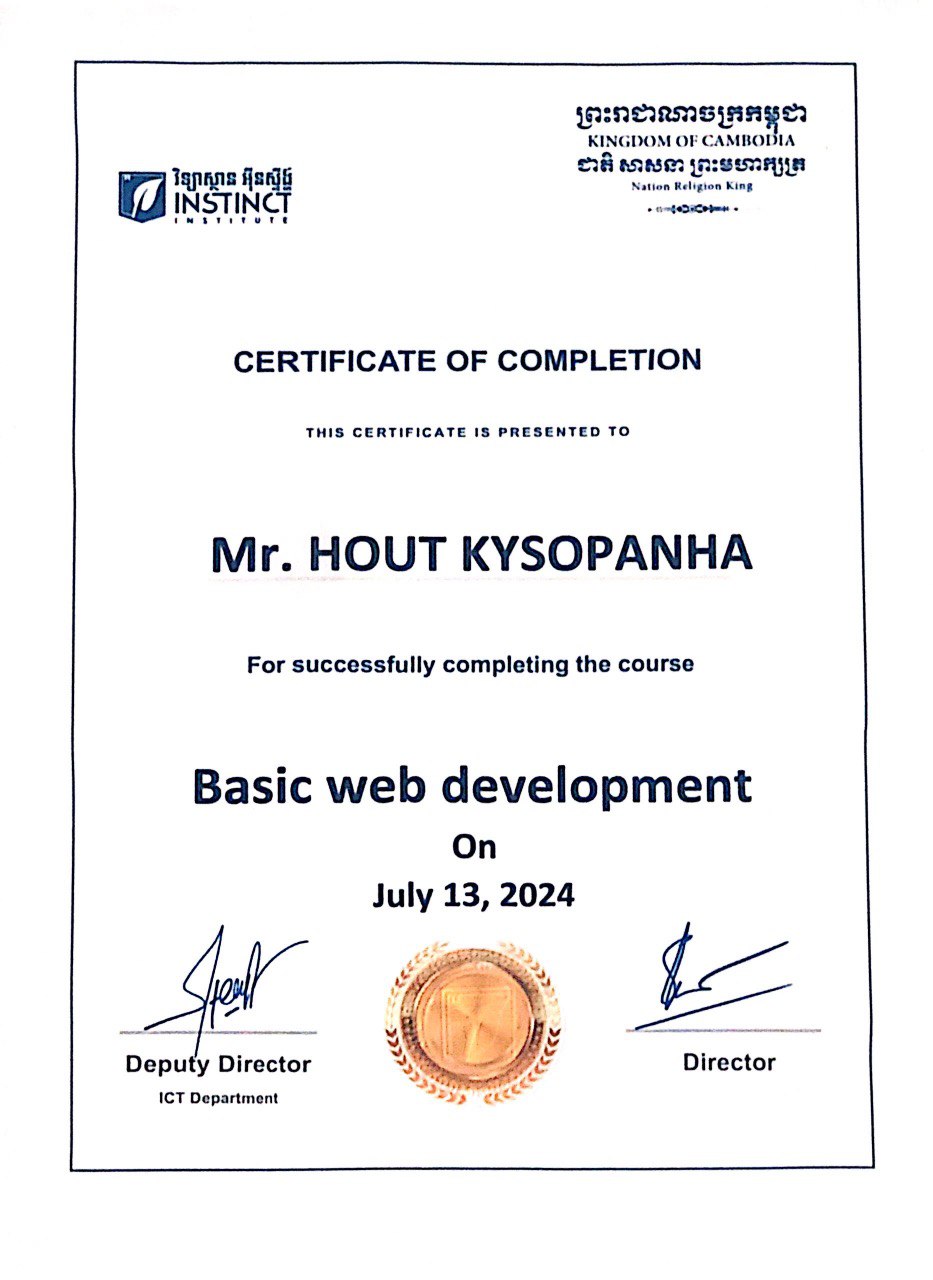 ព្រះរាជាណាចក្រកម្ពុជា
KINGDOM OF CAMBODIA
ជាតិ សាសនា ព្រះមហាក្សត្រ
Nation Religion King
វិទ្យាស្ថាន អ៊ីនស្ទីង
INSTINCT
INSTITUTE
CERTIFICATE OF COMPLETION
THIS CERTIFICATE IS PRESENTED TO
Mr. HOUT KYSOPANHA
For successfully completing the course
Basic web development
On
July 13, 2024
Deputy Director
ICT Department
Director